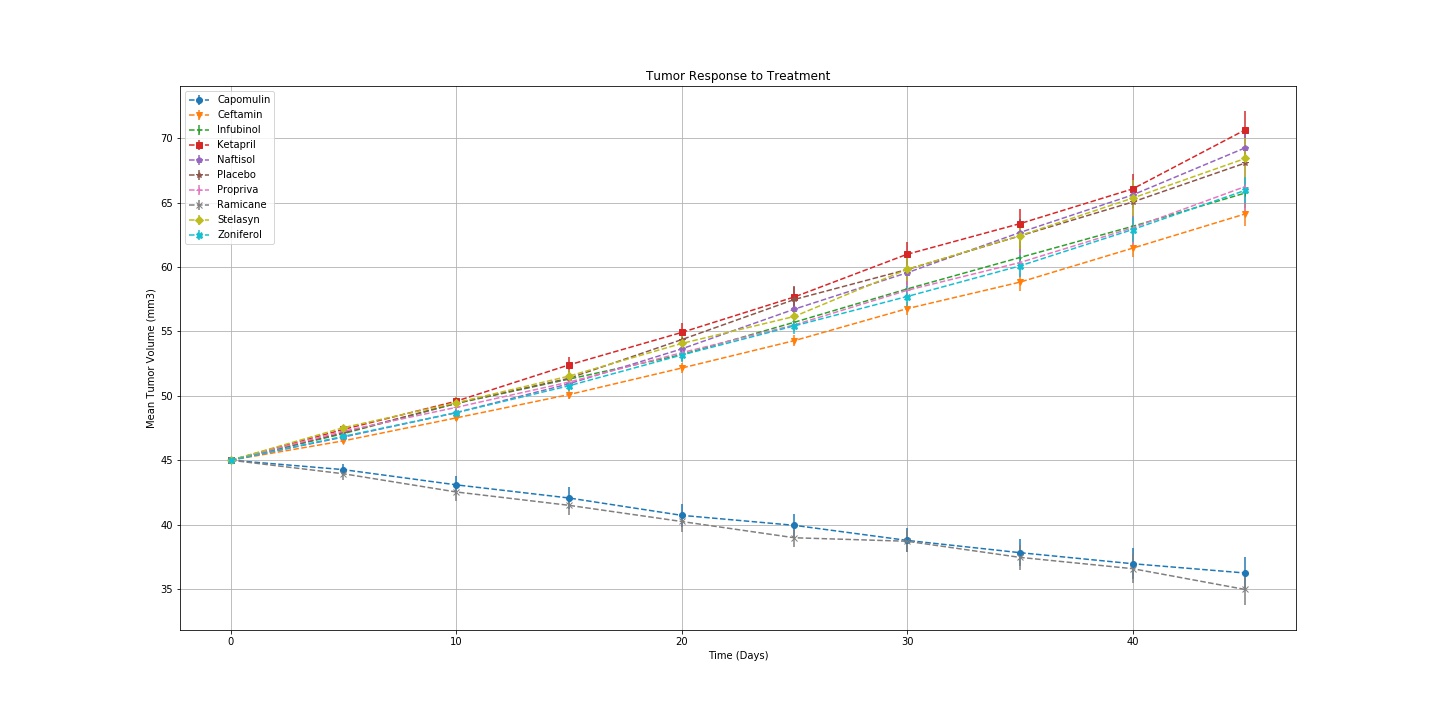 Tumor Response to Treatment
Capomulin
Ceftamin
Infubinol
Ketapril
Naftisol
Placebo
Propriva
Ramicane
Stelasyn
Zoniferol
Mean Tumor Volume (mm3)
70
65
60
55
50
45
40
35
0 10 20 30 40
Time (Days)